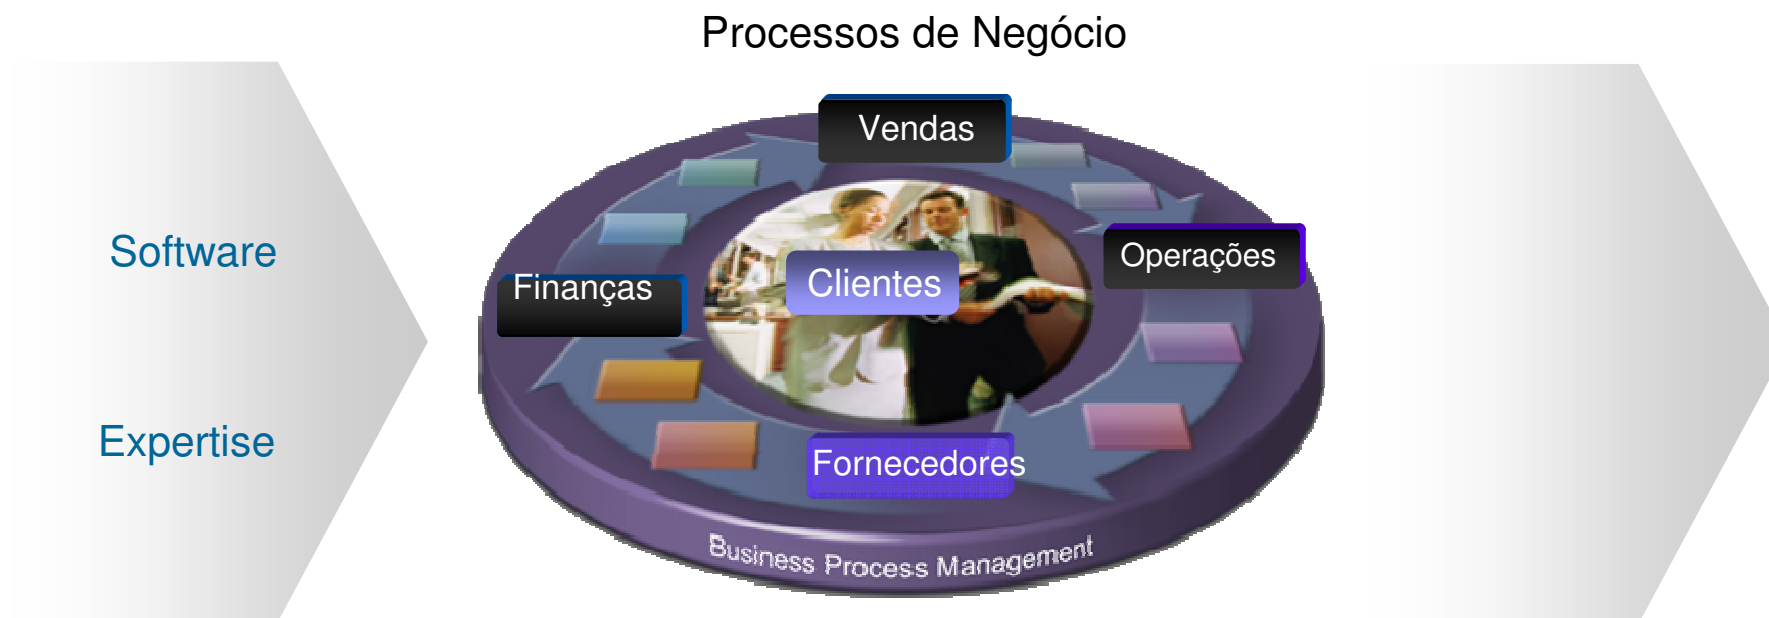 Processos de Negócio
Vendas
Software
Operações
Finanças
Clientes
Expertise
Fornecedores
Business Process Management